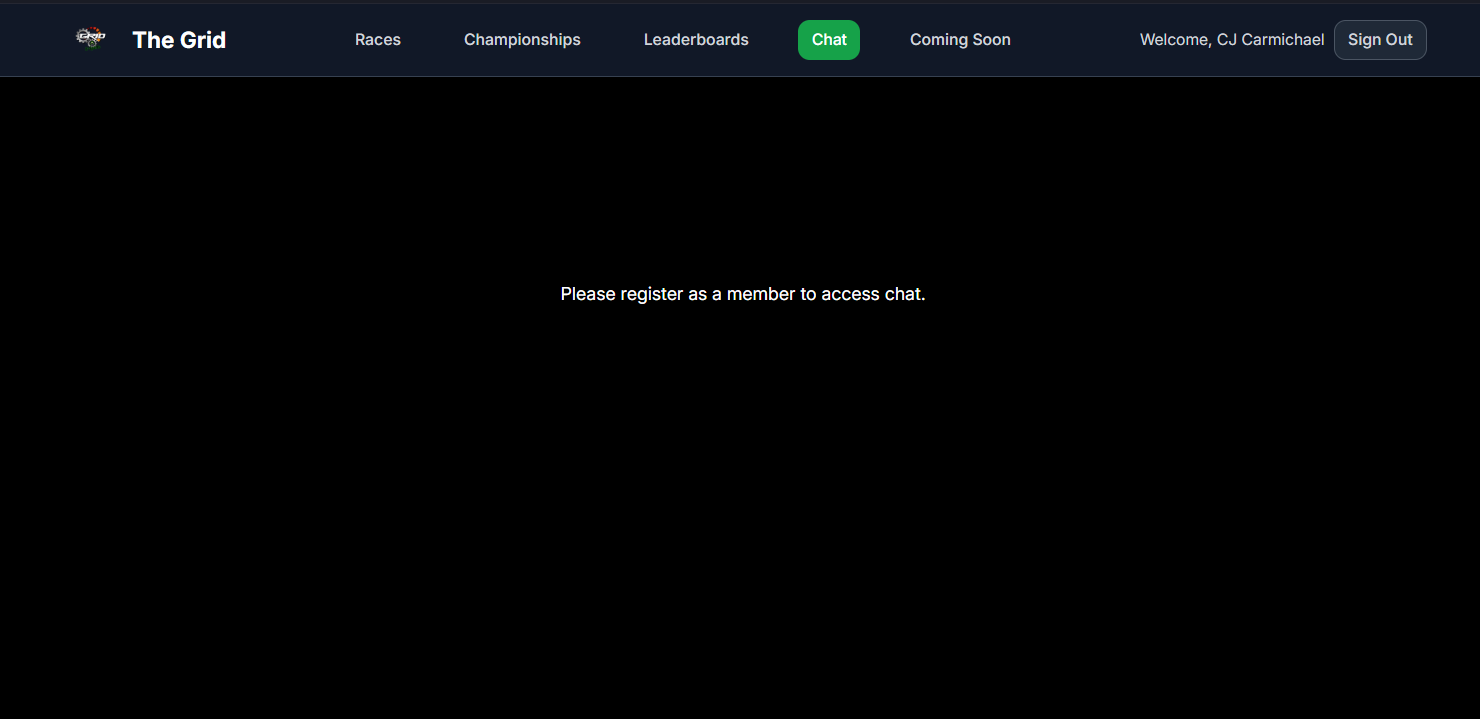 GRID
The Grid
Races
Championships
Leaderboards
Chat
Coming Soon
Welcome, CJ Carmichael
Sign Out
Please register as a member to access chat.